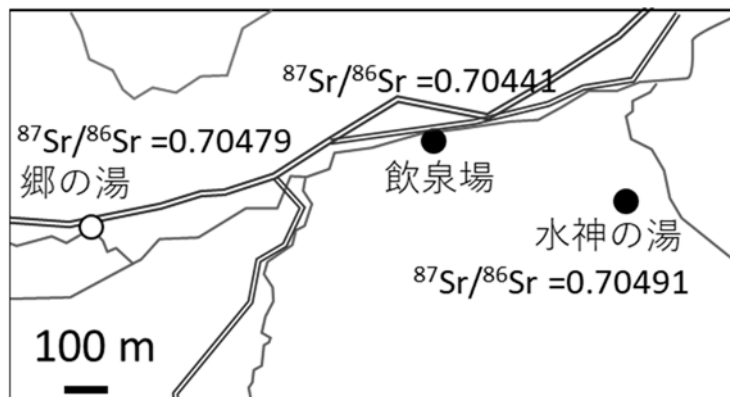 ⁸⁷Sr/⁸⁶Sr =0.70441
⁸⁷Sr/⁸⁶Sr =0.70479
郷の湯
飲泉場
水神の湯
⁸⁷Sr/⁸⁶Sr =0.70491
100 m